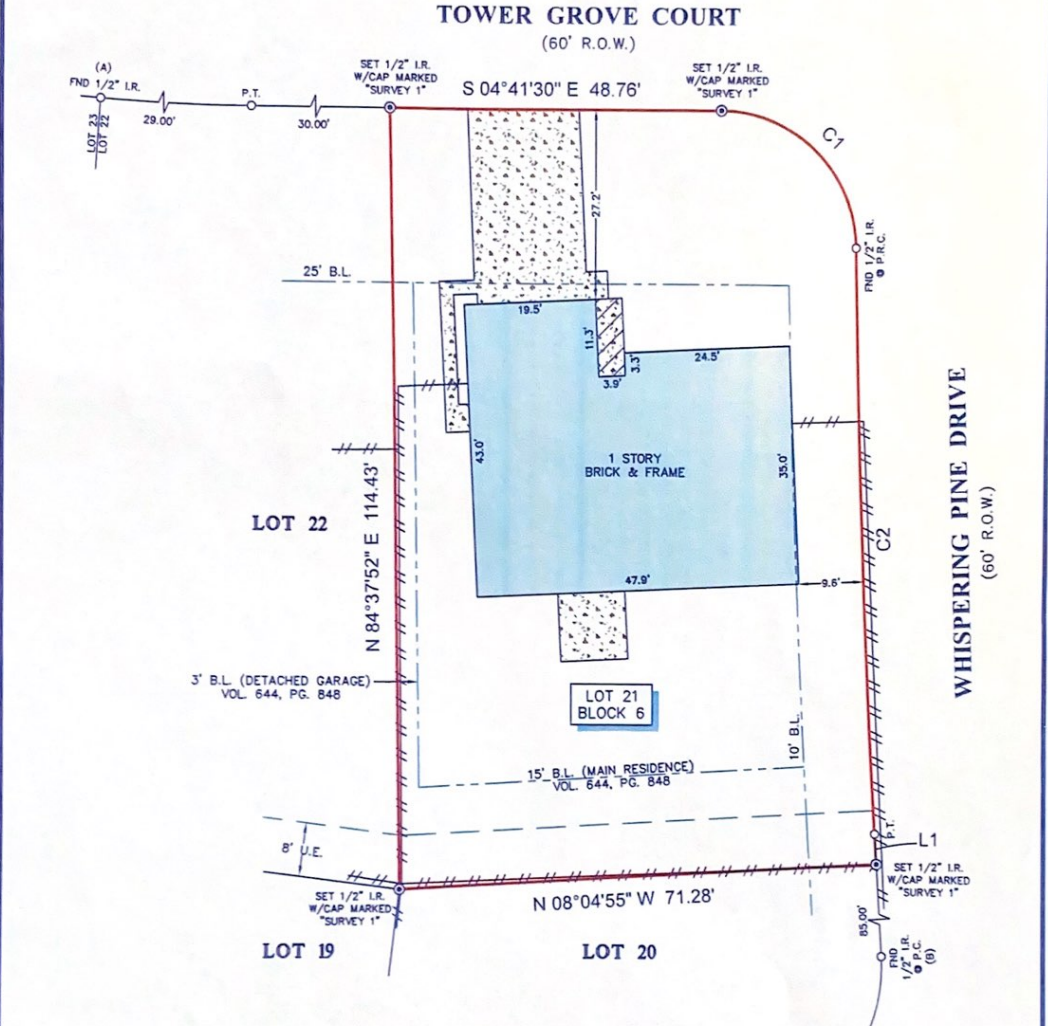 TOWER GROVE COURT
(60' R.O.W.)
(A)
FND 1/2" I.R.
LOT 23
LOT 22
29.00'
P.T.
30.00'
SET 1/2" I.R.
W/CAP MARKED
"SURVEY 1"
S 04°41'30" E 48.76'
SET 1/2" I.R.
W/CAP MARKED
"SURVEY 1"
C1
27.2'
FND 1/2" I.R.
@ P.R.C.
25' B.L.
19.5'
11.3'
3.9'
3.3'
24.5'
43.0'
1 STORY
BRICK & FRAME
35.0'
47.9'
9.6'
C2
WHISPERING PINE DRIVE
(60' R.O.W.)
LOT 22
N 84°37'52" E 114.43'
3' B.L. (DETACHED GARAGE)
VOL. 644, PG. 848
LOT 21
BLOCK 6
10' B.L.
15' B.L. (MAIN RESIDENCE)
VOL. 644, PG. 848
8' U.E.
P.T.
L1
SET 1/2" I.R.
W/CAP MARKED
"SURVEY 1"
SET 1/2" I.R.
W/CAP MARKED
"SURVEY 1"
N 08°04'55" W 71.28'
85.00'
FND
1/2" I.R.
@ P.C.
(B)
LOT 19
LOT 20